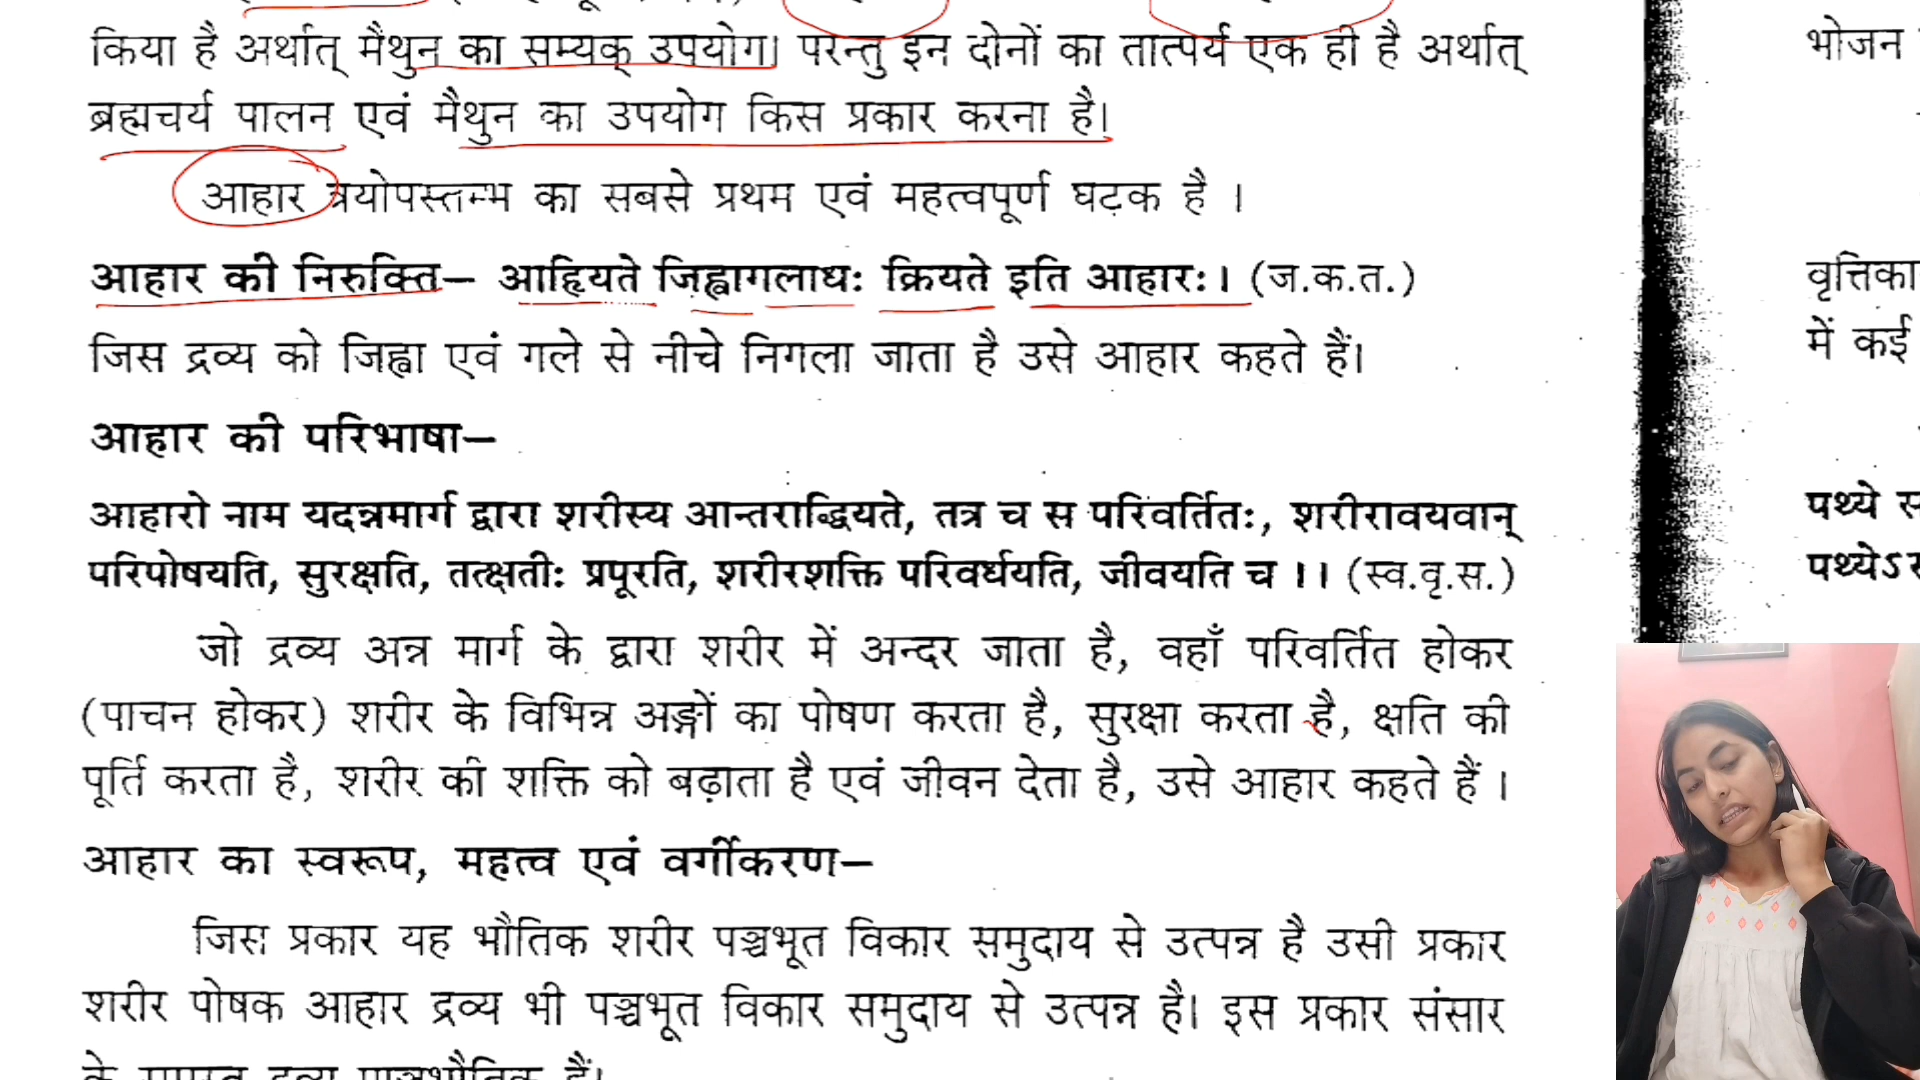 किया है अर्थात् मैथुन का सम्यक् उपयोग। परन्तु इन दोनों का तात्पर्य एक ही है अर्थात्
ब्रह्मचर्य पालन एवं मैथुन का उपयोग किस प्रकार करना है।
आहार त्रयोपस्तम्भ का सबसे प्रथम एवं महत्वपूर्ण घटक है ।
आहार की निरुक्ति– आह्रियते जिह्वागलाधः क्रियते इति आहारः। (ज.क.त.)
जिस द्रव्य को जिह्वा एवं गले से नीचे निगला जाता है उसे आहार कहते हैं।
आहार की परिभाषा–
आहारो नाम यदन्नमार्ग द्वारा शरीस्य आन्तराद्ध्रियते, तत्र च स परिवर्तितः, शरीरावयवान्
परिपोषयति, सुरक्षति, तत्क्षतीः प्रपूरति, शरीरशक्ति परिवर्धयति, जीवयति च ।। (स्व.वृ.स.)
जो द्रव्य अन्न मार्ग के द्वारा शरीर में अन्दर जाता है, वहाँ परिवर्तित होकर
(पाचन होकर) शरीर के विभिन्न अङ्गों का पोषण करता है, सुरक्षा करता है, क्षति की
पूर्ति करता है, शरीर की शक्ति को बढ़ाता है एवं जीवन देता है, उसे आहार कहते हैं ।
आहार का स्वरूप, महत्व एवं वर्गीकरण–
जिस प्रकार यह भौतिक शरीर पञ्चभूत विकार समुदाय से उत्पन्न है उसी प्रकार
शरीर पोषक आहार द्रव्य भी पञ्चभूत विकार समुदाय से उत्पन्न है। इस प्रकार संसार
भोजन
वृत्तिका
में कई
पथ्ये